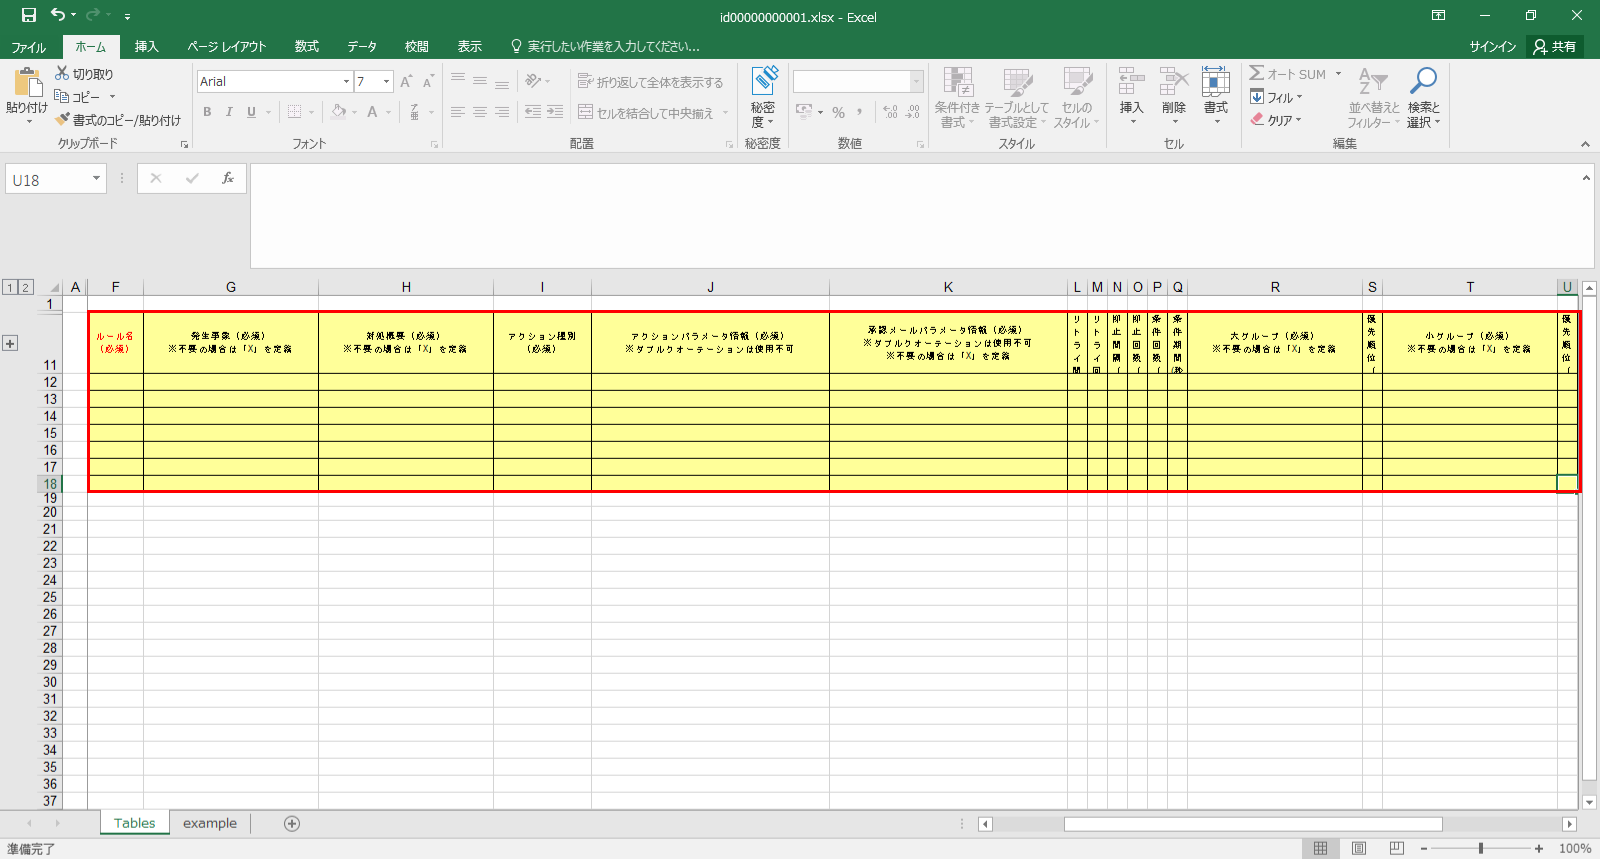 id00000000001.xlsx - Excel
ファイル ホーム 挿入 ページ レイアウト 数式 データ 校閲 表示 実行したい作業を入力してください... サインイン 共有
貼り付け 切り取り コピー 書式のコピー/貼り付け
クリップボード
Arial 7
B I U
フォント
折り返して全体を表示する
セルを結合して中央揃え
配置
秘密度
秘密度
%
数値
条件付き書式 テーブルとして書式設定 セルのスタイル
スタイル
挿入 削除 書式
セル
オート SUM
フィル
クリア
並べ替えとフィルター 検索と選択
編集
U18
fx
1 2
A F G H I J K L M N O P Q R S T U
1
11
ルール名
(必須)
発生事象 (必須)
※不要の場合は「X」を定義
対処概要 (必須)
※不要の場合は「X」を定義
アクション種別
(必須)
アクションパラメータ情報 (必須)
※ダブルクオーテーションは使用不可
承認メールパラメータ情報 (必須)
※ダブルクオーテーションは使用不可
※不要の場合は「X」を定義
リトライ間
リトライ回
抑止間隔(
抑止回数(
条件回数(
条件期間(秒
大グループ (必須)
※不要の場合は「X」を定義
優先順位(
小グループ (必須)
※不要の場合は「X」を定義
優先順位(
12
13
14
15
16
17
18
19
20
21
22
23
24
25
26
27
28
29
30
31
32
33
34
35
36
37
Tables example
準備完了
100%